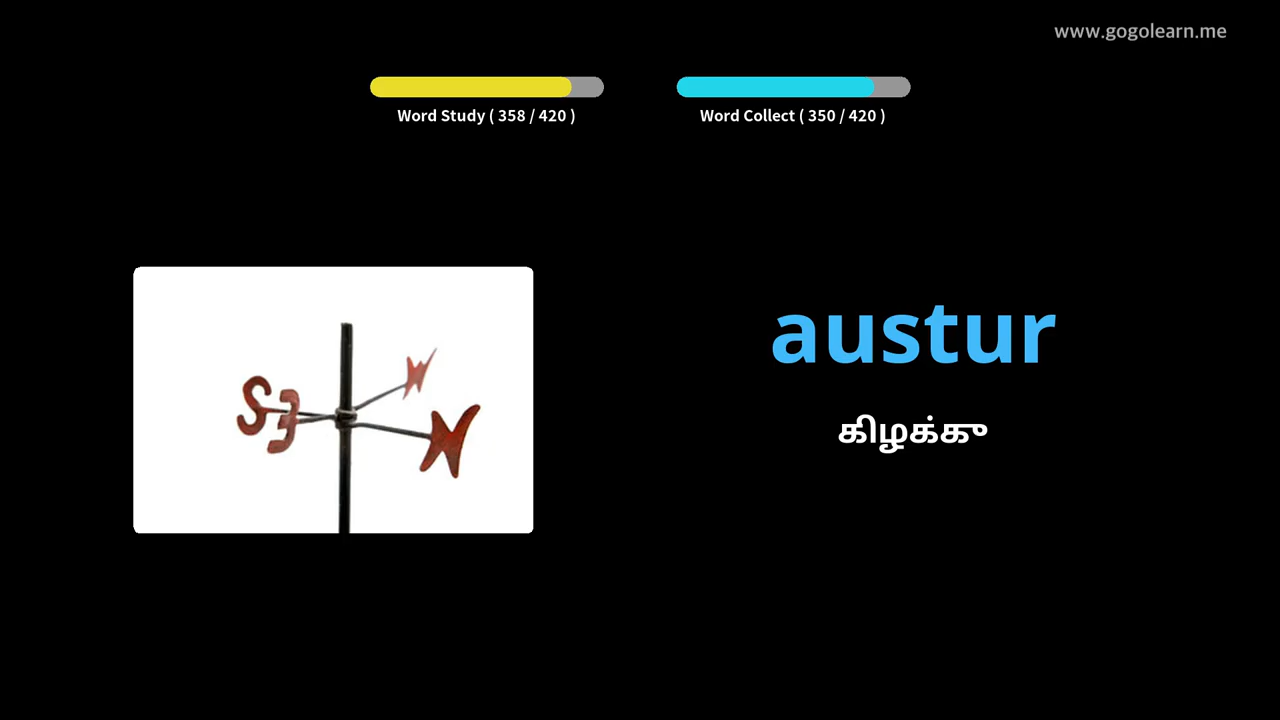 www.gogolearn.me
Word Study ( 358 / 420 )
Word Collect ( 350 / 420 )
S E N
austur
கிழக்கு